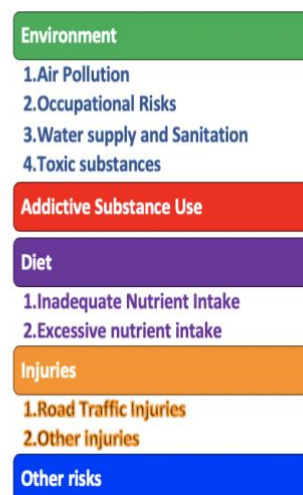 Environment
1.Air Pollution
2.Occupational Risks
3.Water supply and Sanitation
4.Toxic substances
Addictive Substance Use
Diet
1.Inadequate Nutrient Intake
2.Excessive nutrient intake
Injuries
1.Road Traffic Injuries
2.Other injuries
Other risks